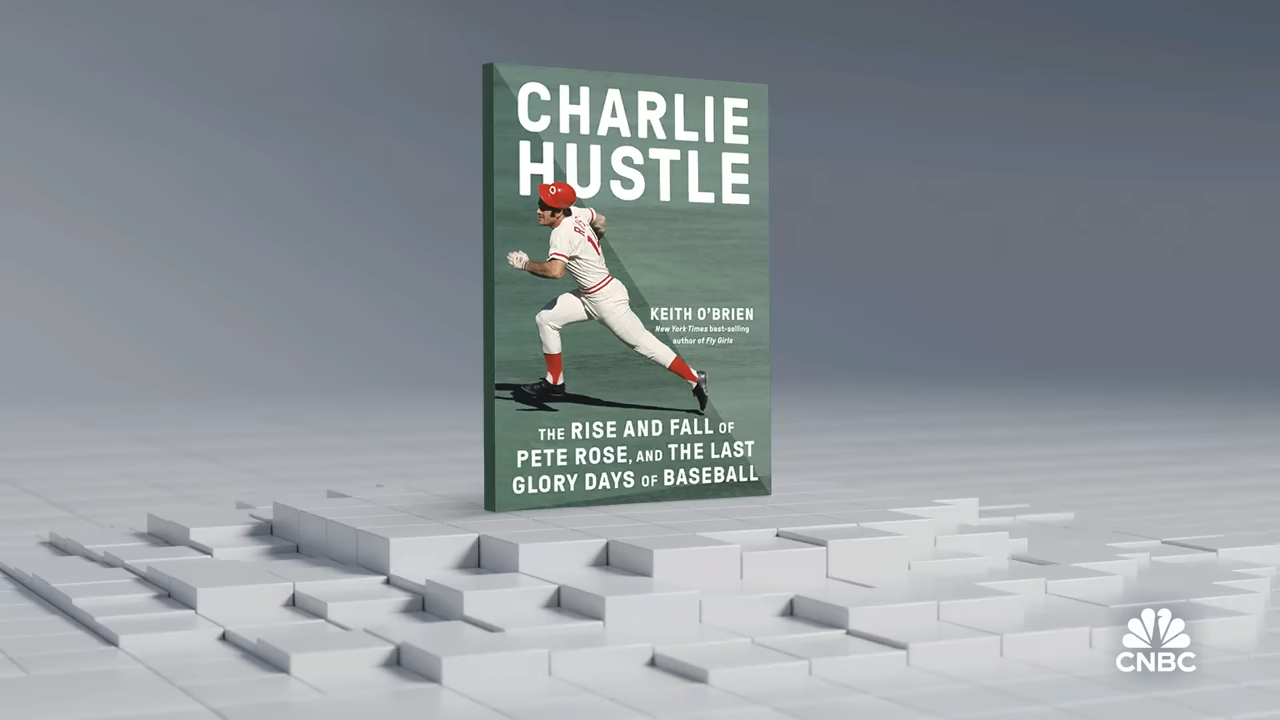 CHARLIE
HUSTLE
KEITH O'BRIEN
New York Times best-selling
author of Fly Girls
THE RISE AND FALL OF
PETE ROSE, AND THE LAST
GLORY DAYS OF BASEBALL
CNBC